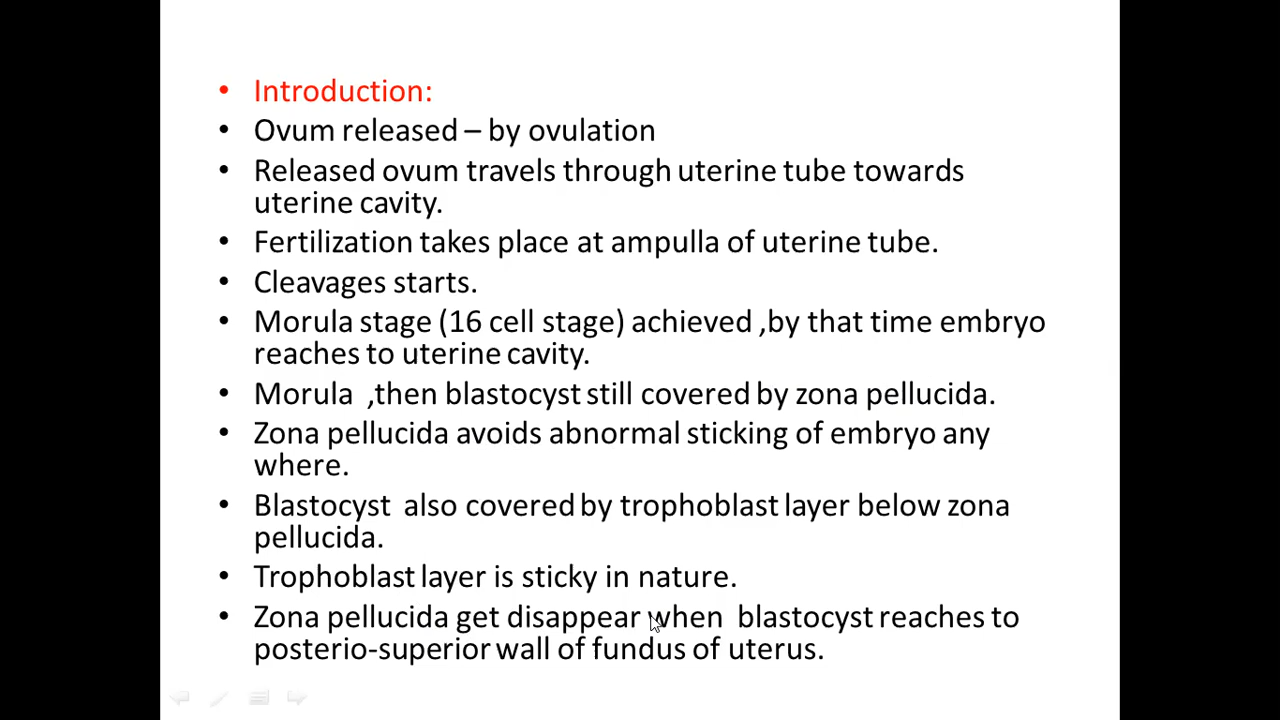 • Introduction:
• Ovum released – by ovulation
• Released ovum travels through uterine tube towards
uterine cavity.
• Fertilization takes place at ampulla of uterine tube.
• Cleavages starts.
• Morula stage (16 cell stage) achieved ,by that time embryo
reaches to uterine cavity.
• Morula ,then blastocyst still covered by zona pellucida.
• Zona pellucida avoids abnormal sticking of embryo any
where.
• Blastocyst also covered by trophoblast layer below zona
pellucida.
• Trophoblast layer is sticky in nature.
• Zona pellucida get disappear when blastocyst reaches to
posterio-superior wall of fundus of uterus.